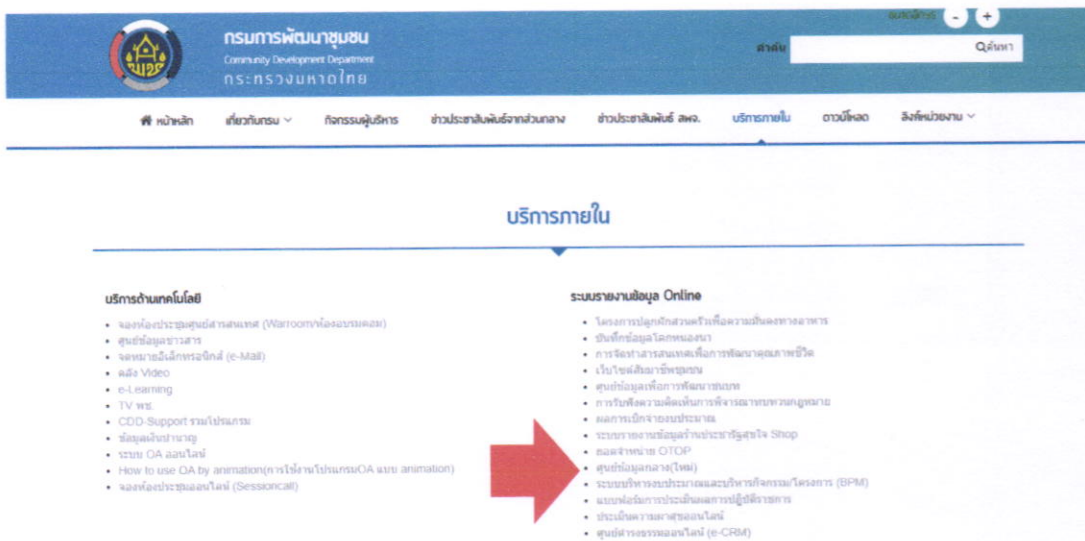 ขนาดอักษร - +
กรมการพัฒนาชุมชน
Community Development Department
กระทรวงมหาดไทย
คำค้น
ค้นหา
พช
หน้าหลัก เกี่ยวกับกรม กิจกรรมผู้บริหาร ข่าวประชาสัมพันธ์จากส่วนกลาง ข่าวประชาสัมพันธ์ สพจ. บริการภายใน ดาวน์โหลด ลิงค์หน่วยงาน
บริการภายใน
บริการด้านเทคโนโลยี
• จองห้องประชุมศูนย์สารสนเทศ (Warroom/ห้องอบรมคอม)
• ศูนย์ข้อมูลข่าวสาร
• จดหมายอิเล็กทรอนิกส์ (e-Mail)
• คลัง Video
• e-Learning
• TV พช.
• CDD-Support รวมโปรแกรม
• ข้อมูลเงินบำนาญ
• ระบบ OA ออนไลน์
• How to use OA by animation(การใช้งานโปรแกรมOA แบบ animation)
• จองห้องประชุมออนไลน์ (Sessioncall)
ระบบรายงานข้อมูล Online
• โครงการปลูกผักสวนครัวเพื่อความมั่นคงทางอาหาร
• บันทึกข้อมูลโคกหนองนา
• การจัดทำสารสนเทศเพื่อการพัฒนาคุณภาพชีวิต
• เว็บไซต์สัมมาชีพชุมชน
• ศูนย์ข้อมูลเพื่อการพัฒนาชนบท
• การรับฟังความคิดเห็นการพิจารณาทบทวนกฎหมาย
• ผลการเบิกจ่ายงบประมาณ
• ระบบรายงานข้อมูลร้านประชารัฐสุขใจ Shop
• ยอดจำหน่าย OTOP
• ศูนย์ข้อมูลกลาง(ใหม่)
• ระบบบริหารงบประมาณและบริหารกิจกรรม/โครงการ (BPM)
• แบบฟอร์มการประเมินผลการปฏิบัติราชการ
• ประเมินความผาสุขออนไลน์
• ศูนย์ดำรงธรรมออนไลน์ (e-CRM)